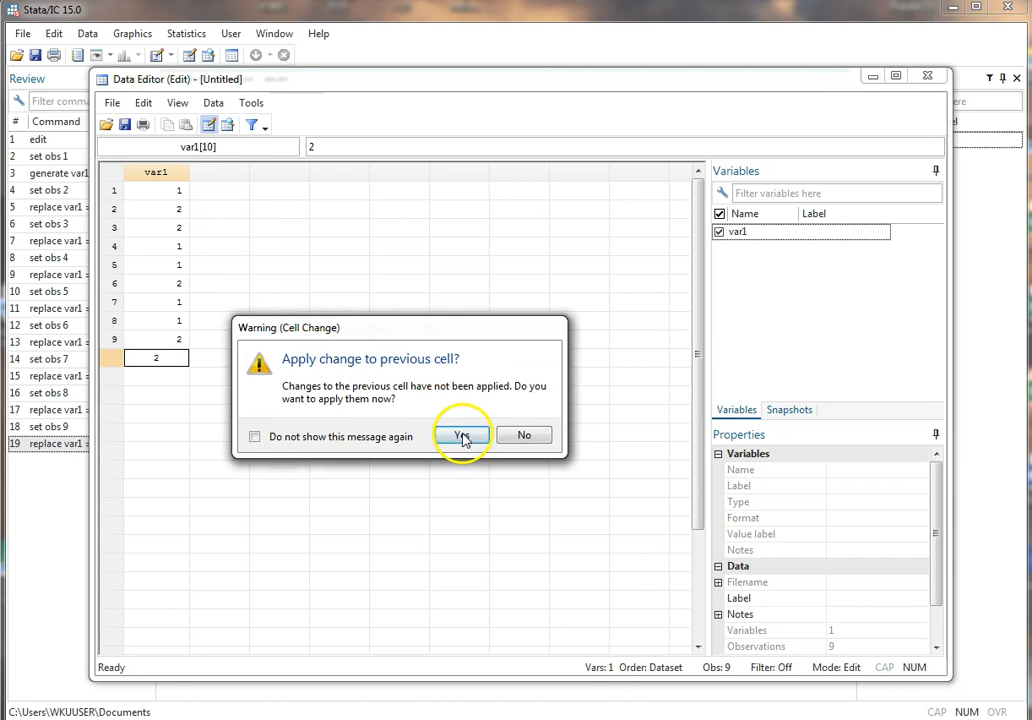 Stata/IC 15.0
File Edit Data Graphics Statistics User Window Help
Review
Filter comma
ere
# Command
el
1 edit
2 set obs 1
3 generate var1
4 set obs 2
5 replace var1 =
6 set obs 3
7 replace var1 =
8 set obs 4
9 replace var1 =
10 set obs 5
11 replace var1 =
12 set obs 6
13 replace var1 =
14 set obs 7
15 replace var1 =
16 set obs 8
17 replace var1 =
18 set obs 9
19 replace var1 =
Data Editor (Edit) - [Untitled]
File Edit View Data Tools
var1[10] 2
var1
1 1
2 2
3 2
4 1
5 1
6 2
7 1
8 1
9 2
2
Warning (Cell Change)
Apply change to previous cell?
Changes to the previous cell have not been applied. Do you
want to apply them now?
Do not show this message again Yes No
Variables
Filter variables here
Name Label
var1
Variables Snapshots
Properties
Variables
Name
Label
Type
Format
Value label
Notes
Data
Filename
Label
Notes
Variables 1
Observations 9
Ready Vars: 1 Order: Dataset Obs: 9 Filter: Off Mode: Edit CAP NUM
C:\Users\WKUUSER\Documents CAP NUM OVR